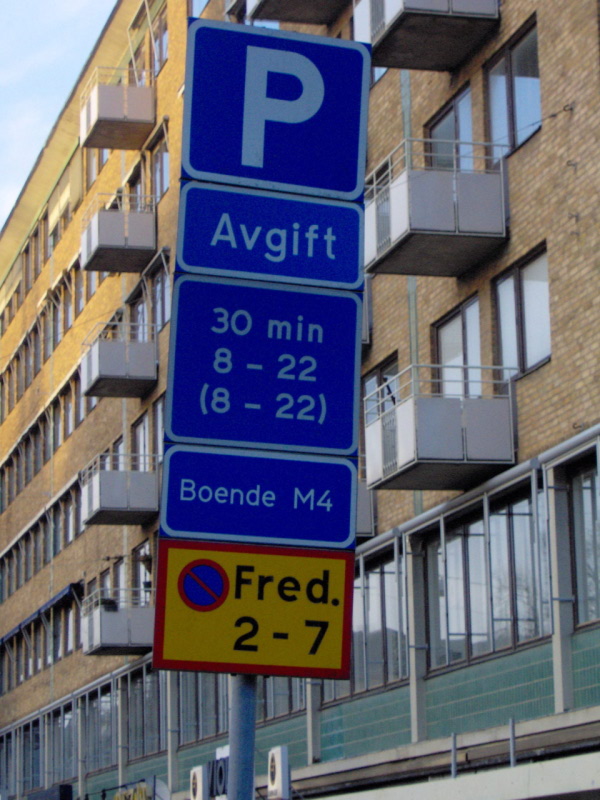 P
Avgift
30 min
8 - 22
(8 - 22)
Boende M4
Fred.
2 - 7